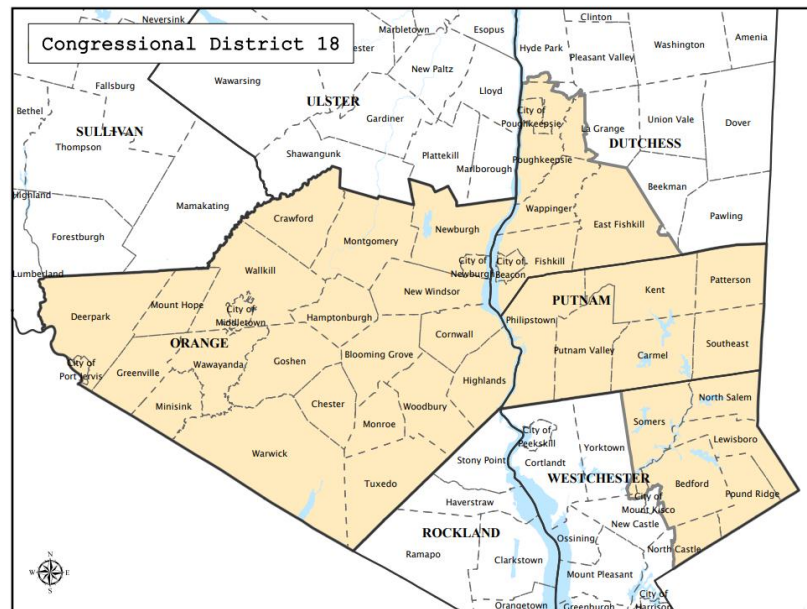 Congressional District 18
Neversink
Marbletown
Esopus
Clinton
Hyde Park
Pleasant Valley
Washington
Amenia
Fallsburg
Wawarsing
New Paltz
Lloyd
ULSTER
Bethel
SULLIVAN
Thompson
Gardiner
City of
Poughkeepsie
La Grange
Union Vale
Dover
DUTCHESS
Shawangunk
Plattekill
Marlborough
Poughkeepsie
Highland
Mamakating
Beekman
Pawling
Crawford
Newburgh
Wappinger
East Fishkill
Forestburgh
Montgomery
Lumberland
Wallkill
City of
Newburgh
City of
Beacon
Fishkill
Patterson
Kent
New Windsor
PUTNAM
Mount Hope
Deerpark
City of
Middletown
Hamptonburgh
Philipstown
ORANGE
Cornwall
Southeast
Blooming Grove
Putnam Valley
Carmel
City of
Port Jervis
Greenville
Wawayanda
Goshen
Highlands
Minisink
Chester
Woodbury
Monroe
North Salem
Somers
City of
Peekskill
Lewisboro
Warwick
Stony Point
Cortlandt
Yorktown
WESTCHESTER
Tuxedo
Bedford
Pound Ridge
Haverstraw
City of
Mount Kisco
New Castle
ROCKLAND
Ossining
North Castle
Ramapo
Clarkstown
Mount Pleasant
Orangetown
Greenburgh
City of
Harrison
N
W
E
S